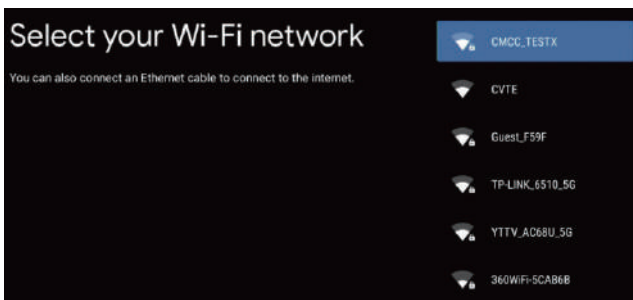 Select your Wi-Fi network
You can also connect an Ethernet cable to connect to the internet.
CMCC_TESTX
CVTE
Guest_F59F
TP-LINK_6510_5G
YTTV_AC68U_5G
360WiFi-5CAB6B